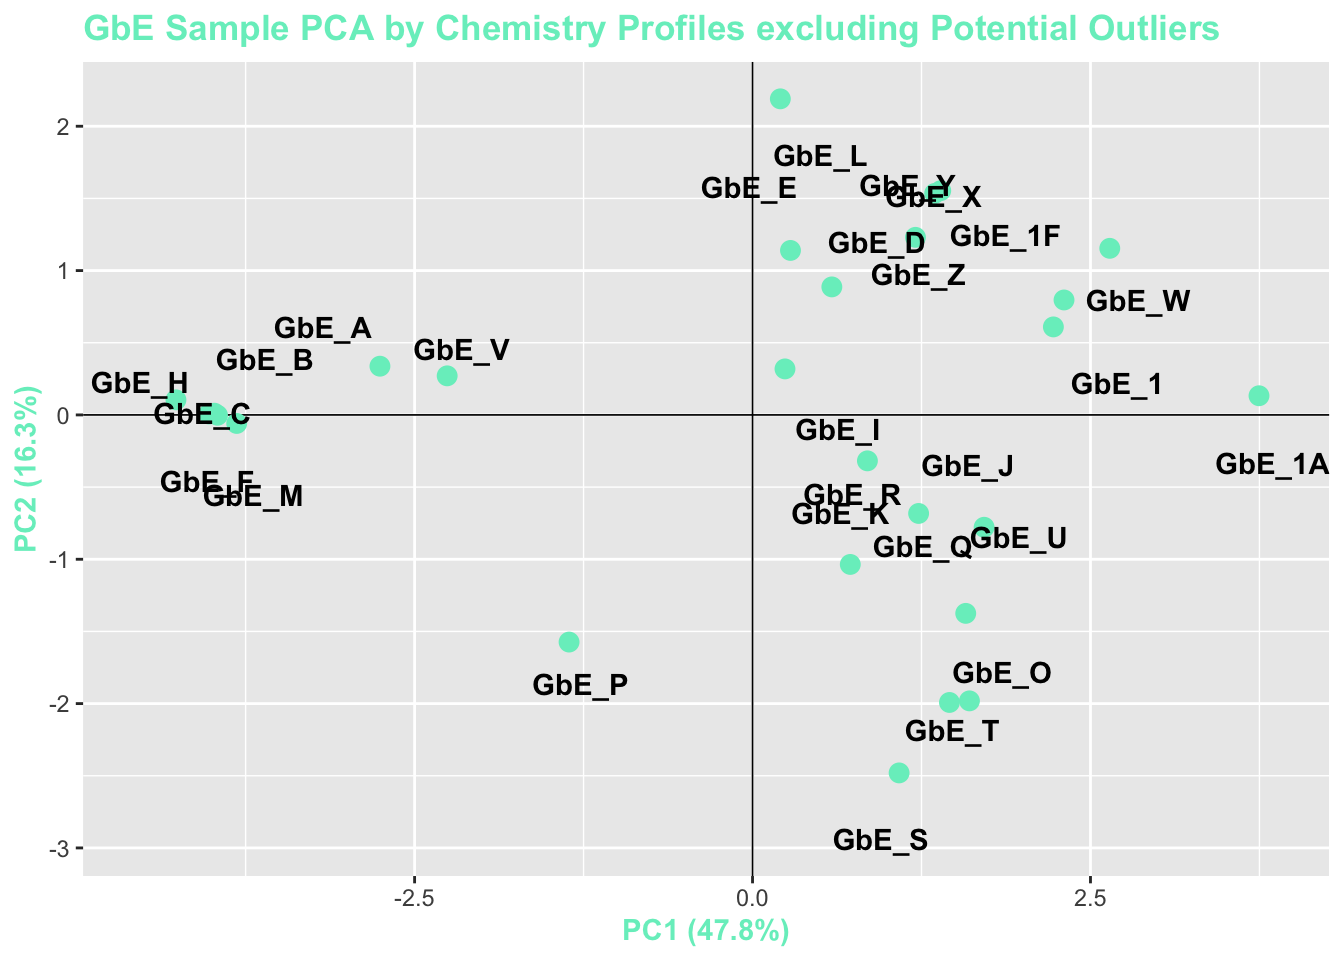 GbE Sample PCA by Chemistry Profiles excluding Potential Outliers
2
1
0
-1
-2
-3
PC2 (16.3%)
GbE_L
GbE_E
GbE_Y
GbE_X
GbE_D
GbE_1F
GbE_Z
GbE_W
GbE_A
GbE_V
GbE_B
GbE_H
GbE_1
GbE_C
GbE_I
GbE_J
GbE_1A
GbE_F
GbE_M
GbE_R
GbE_K
GbE_Q
GbE_U
GbE_P
GbE_O
GbE_T
GbE_S
-2.5
0.0
2.5
PC1 (47.8%)